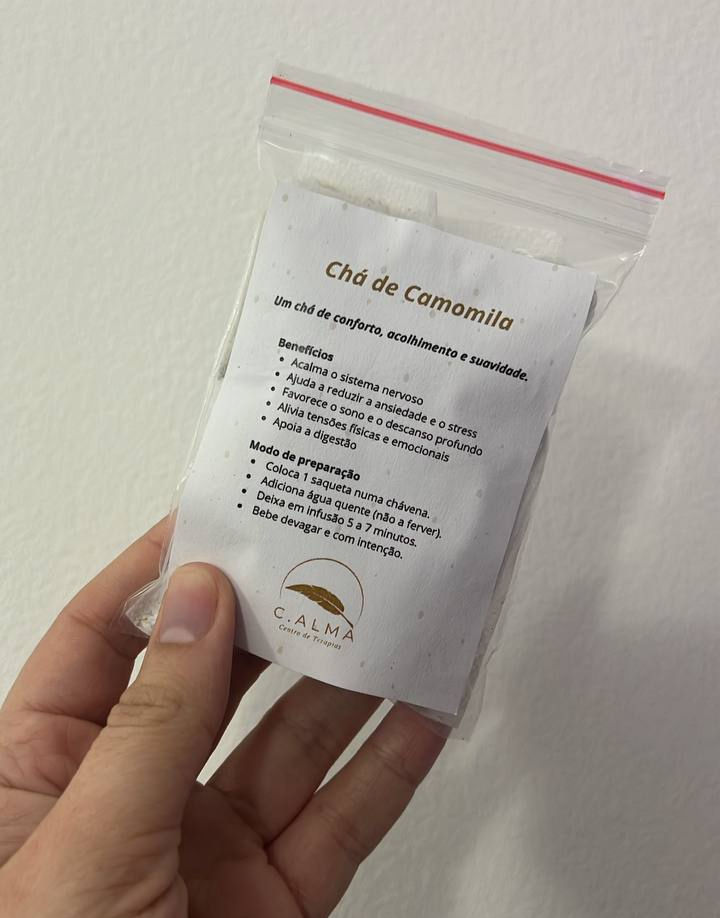 Chá de Camomila
Um chá de conforto, acolhimento e suavidade.
Benefícios
• Acalma o sistema nervoso
• Ajuda a reduzir a ansiedade e o stress
• Favorece o sono e o descanso profundo
• Alivia tensões físicas e emocionais
• Apoia a digestão
Modo de preparação
• Coloca 1 saqueta numa chávena.
• Adiciona água quente (não a ferver).
• Deixa em infusão 5 a 7 minutos.
• Bebe devagar e com intenção.
C.ALMA
Centro de Terapias